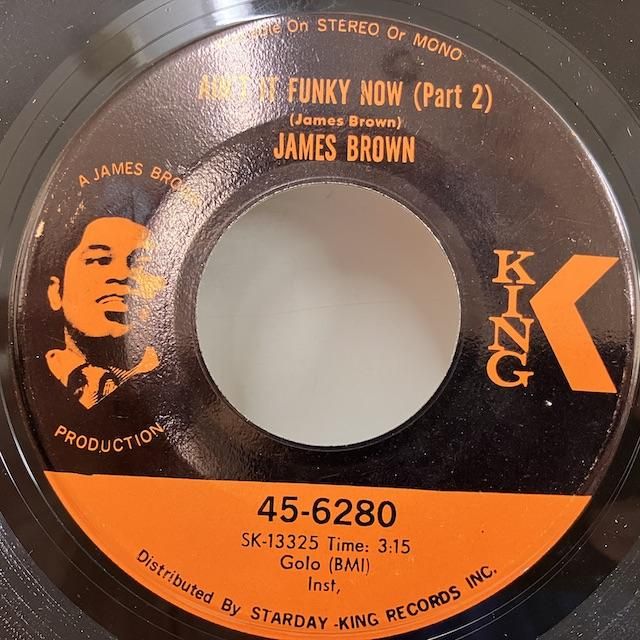 Available On STEREO Or MONO
AIN'T IT FUNKY NOW (Part 2)
(James Brown)
JAMES BROWN
A JAMES BROWN
PRODUCTION
KING
45-6280
SK-13325 Time: 3:15
Golo (BMI)
Inst,
Distributed By STARDAY-KING RECORDS INC.